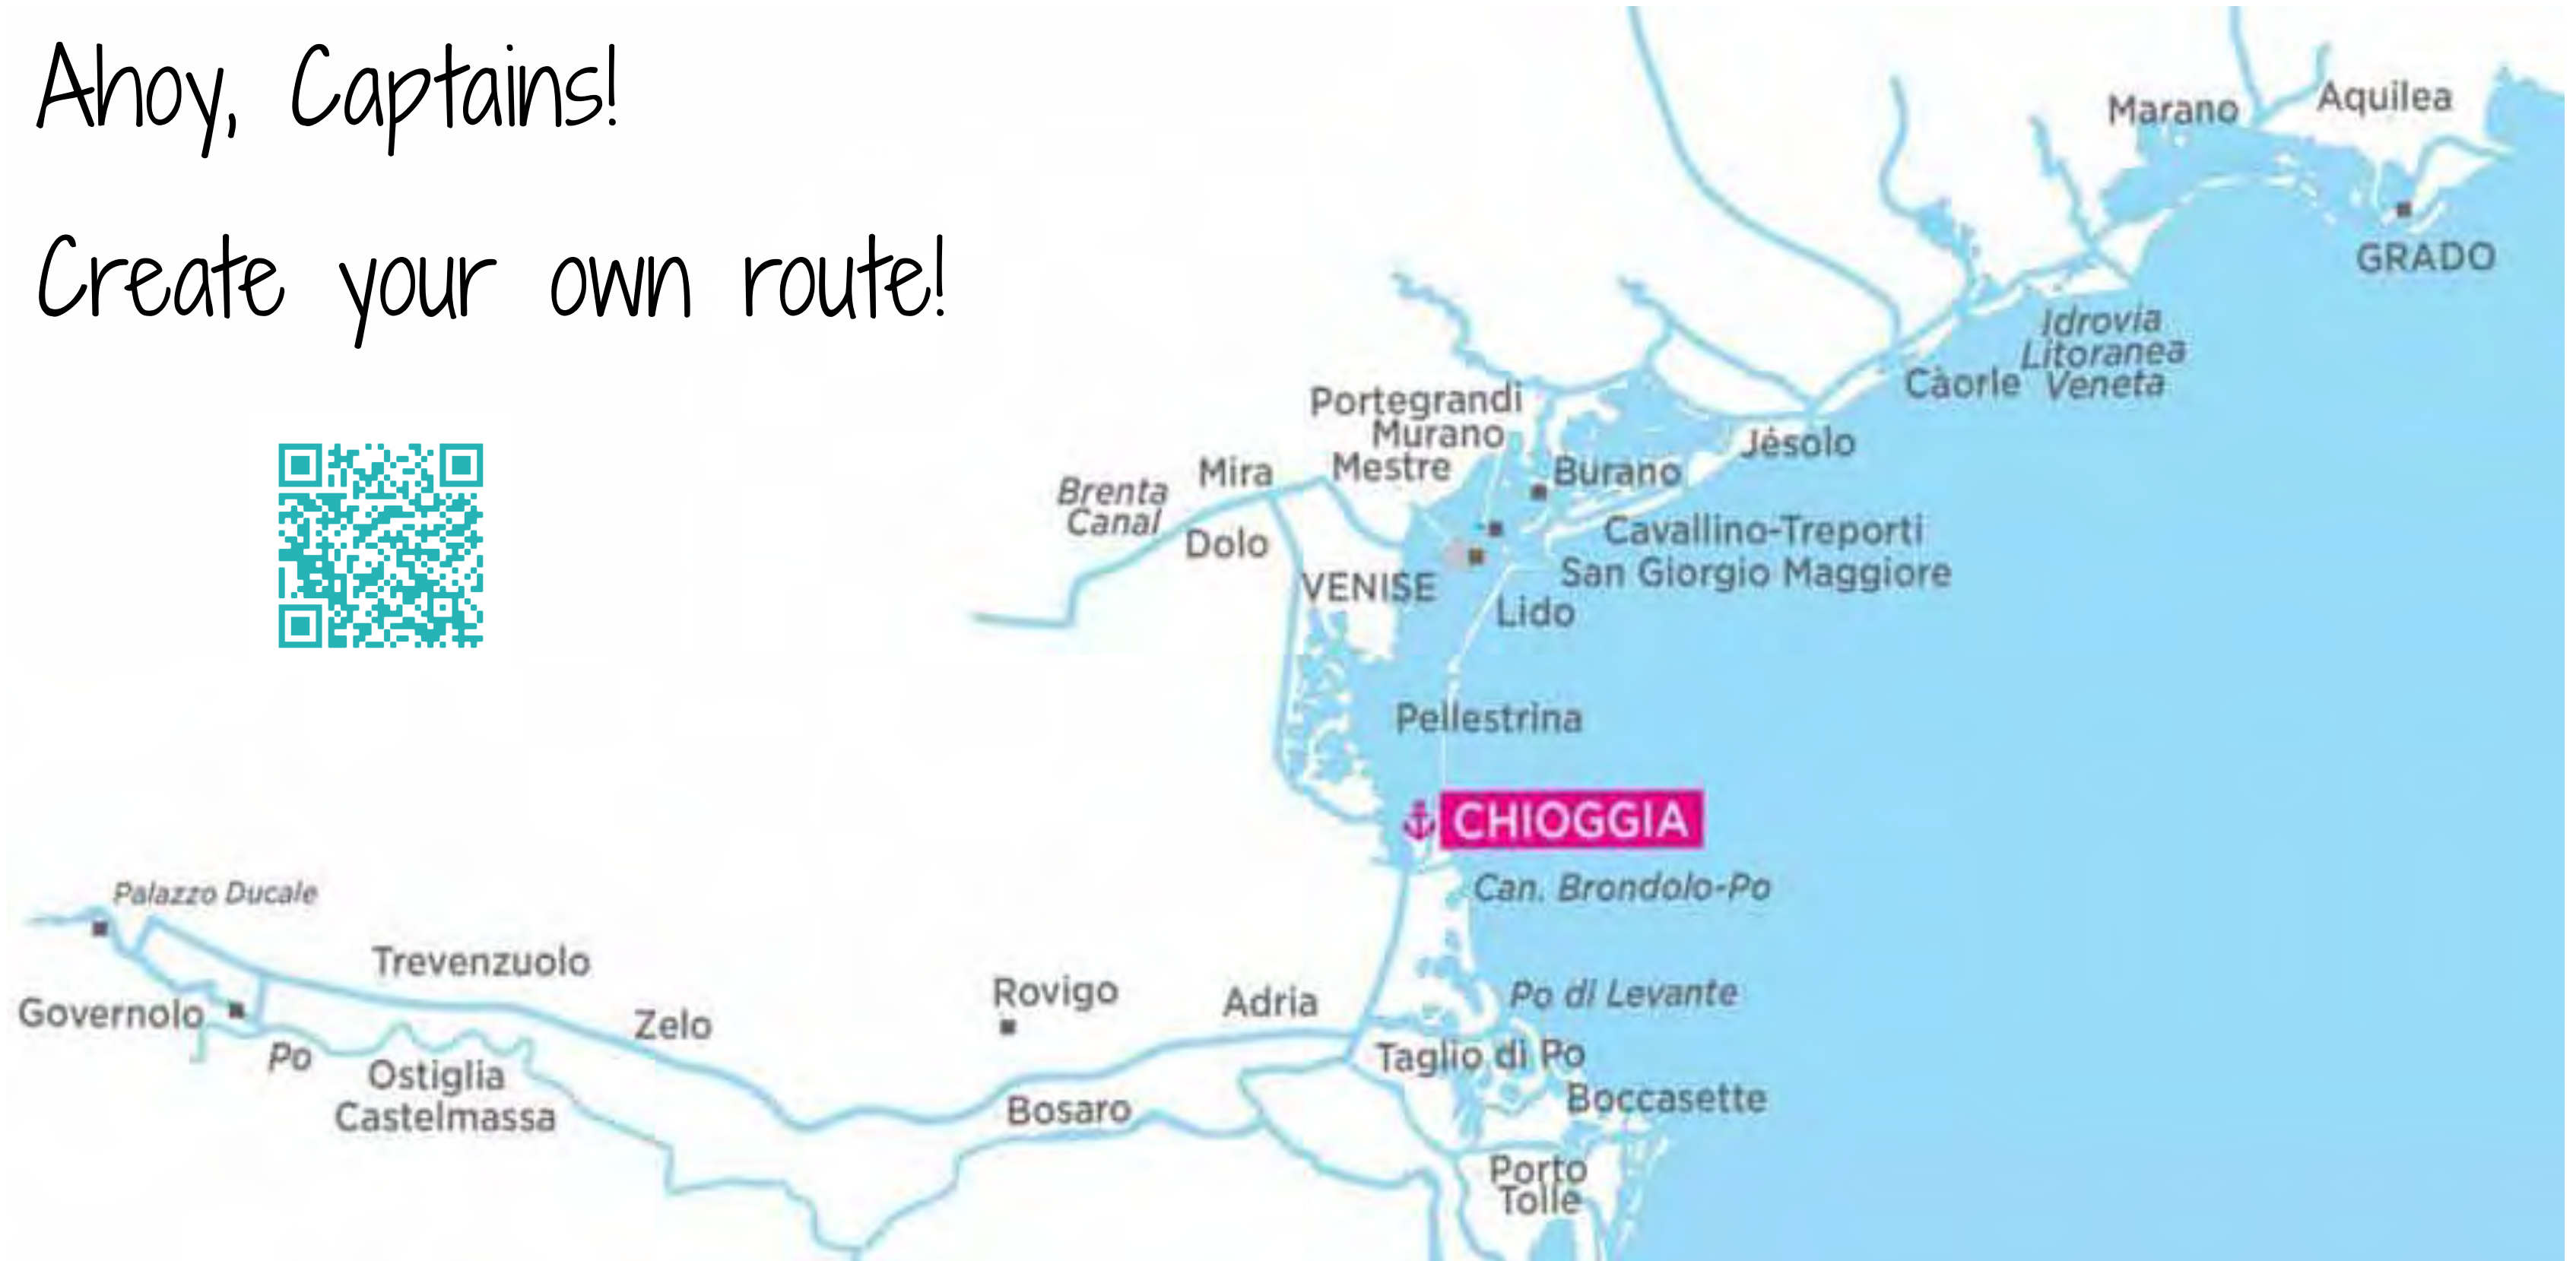 Ahoy, Captains!
Create your own route!
Marano
Aquilea
GRADO
Idrovia
Litoranea
Veneta
Càorle
Portegrandi
Murano
Mestre
Jésolo
Burano
Mira
Brenta
Canal
Dolo
Cavallino-Treporti
San Giorgio Maggiore
VENISE
Lido
Pellestrina
CHIOGGIA
Can. Brondolo-Po
Palazzo Ducale
Trevenzuolo
Governolo
Zelo
Rovigo
Adria
Po di Levante
Po
Ostiglia
Castelmassa
Taglio di Po
Bosaro
Boccasette
Porto
Tolle